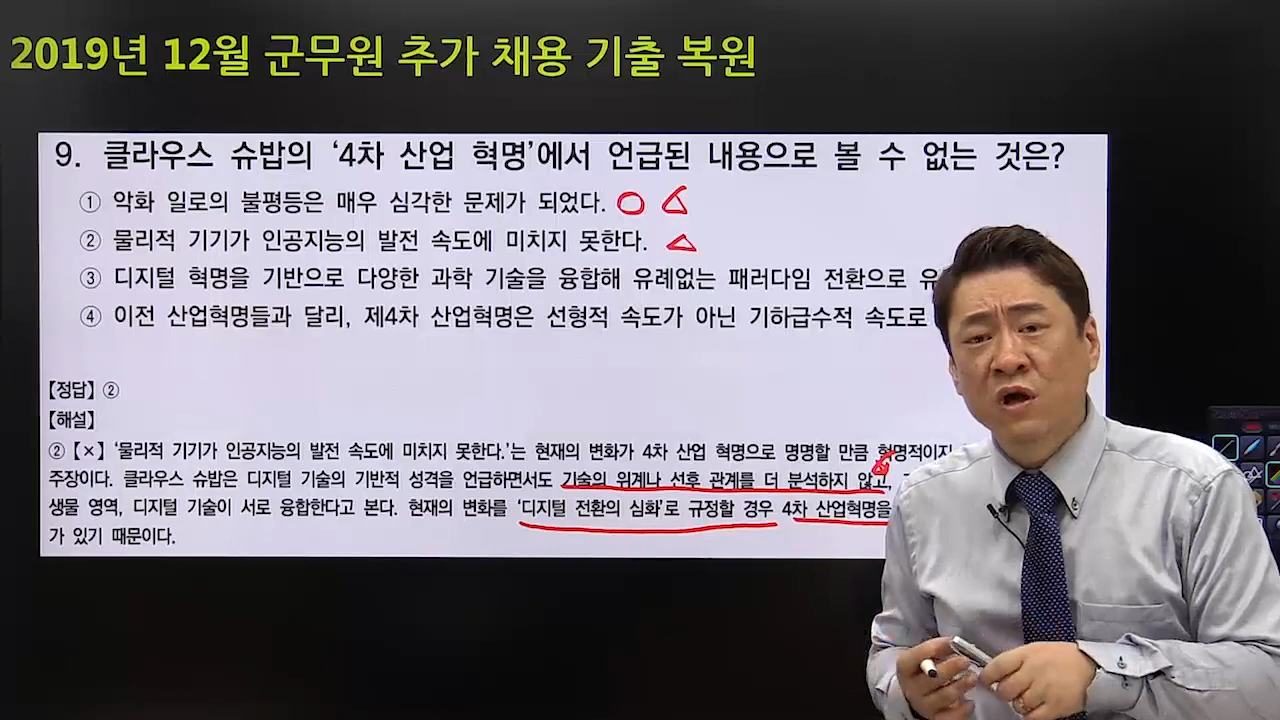 2019년 12월 군무원 추가 채용 기출 복원
9. 클라우스 슈밥의 '4차 산업 혁명'에서 언급된 내용으로 볼 수 없는 것은?
① 악화 일로의 불평등은 매우 심각한 문제가 되었다.
② 물리적 기기가 인공지능의 발전 속도에 미치지 못한다.
③ 디지털 혁명을 기반으로 다양한 과학 기술을 융합해 유례없는 패러다임 전환으로 유
④ 이전 산업혁명들과 달리, 제4차 산업혁명은 선형적 속도가 아닌 기하급수적 속도로
【정답】 ②
【해설】
② 【×】 '물리적 기기가 인공지능의 발전 속도에 미치지 못한다.'는 현재의 변화가 4차 산업 혁명으로 명명할 만큼 혁명적이지
주장이다. 클라우스 슈밥은 디지털 기술의 기반적 성격을 언급하면서도 기술의 위계나 선후 관계를 더 분석하지 않고,
생물 영역, 디지털 기술이 서로 융합한다고 본다. 현재의 변화를 '디지털 전환의 심화'로 규정할 경우 4차 산업혁명을
가 있기 때문이다.